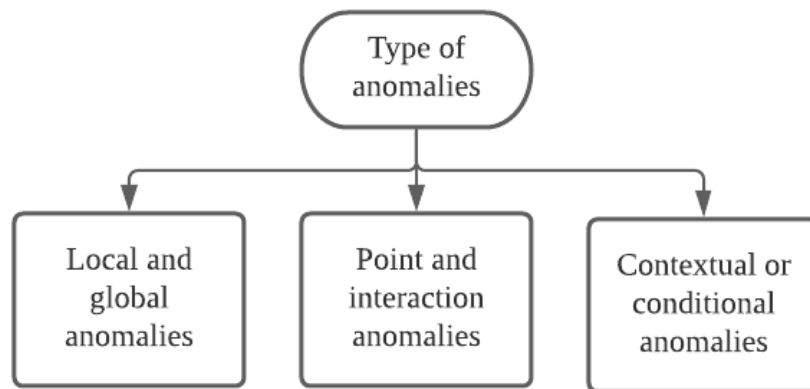 Type of
anomalies
Local and
global
anomalies
Point and
interaction
anomalies
Contextual or
conditional
anomalies